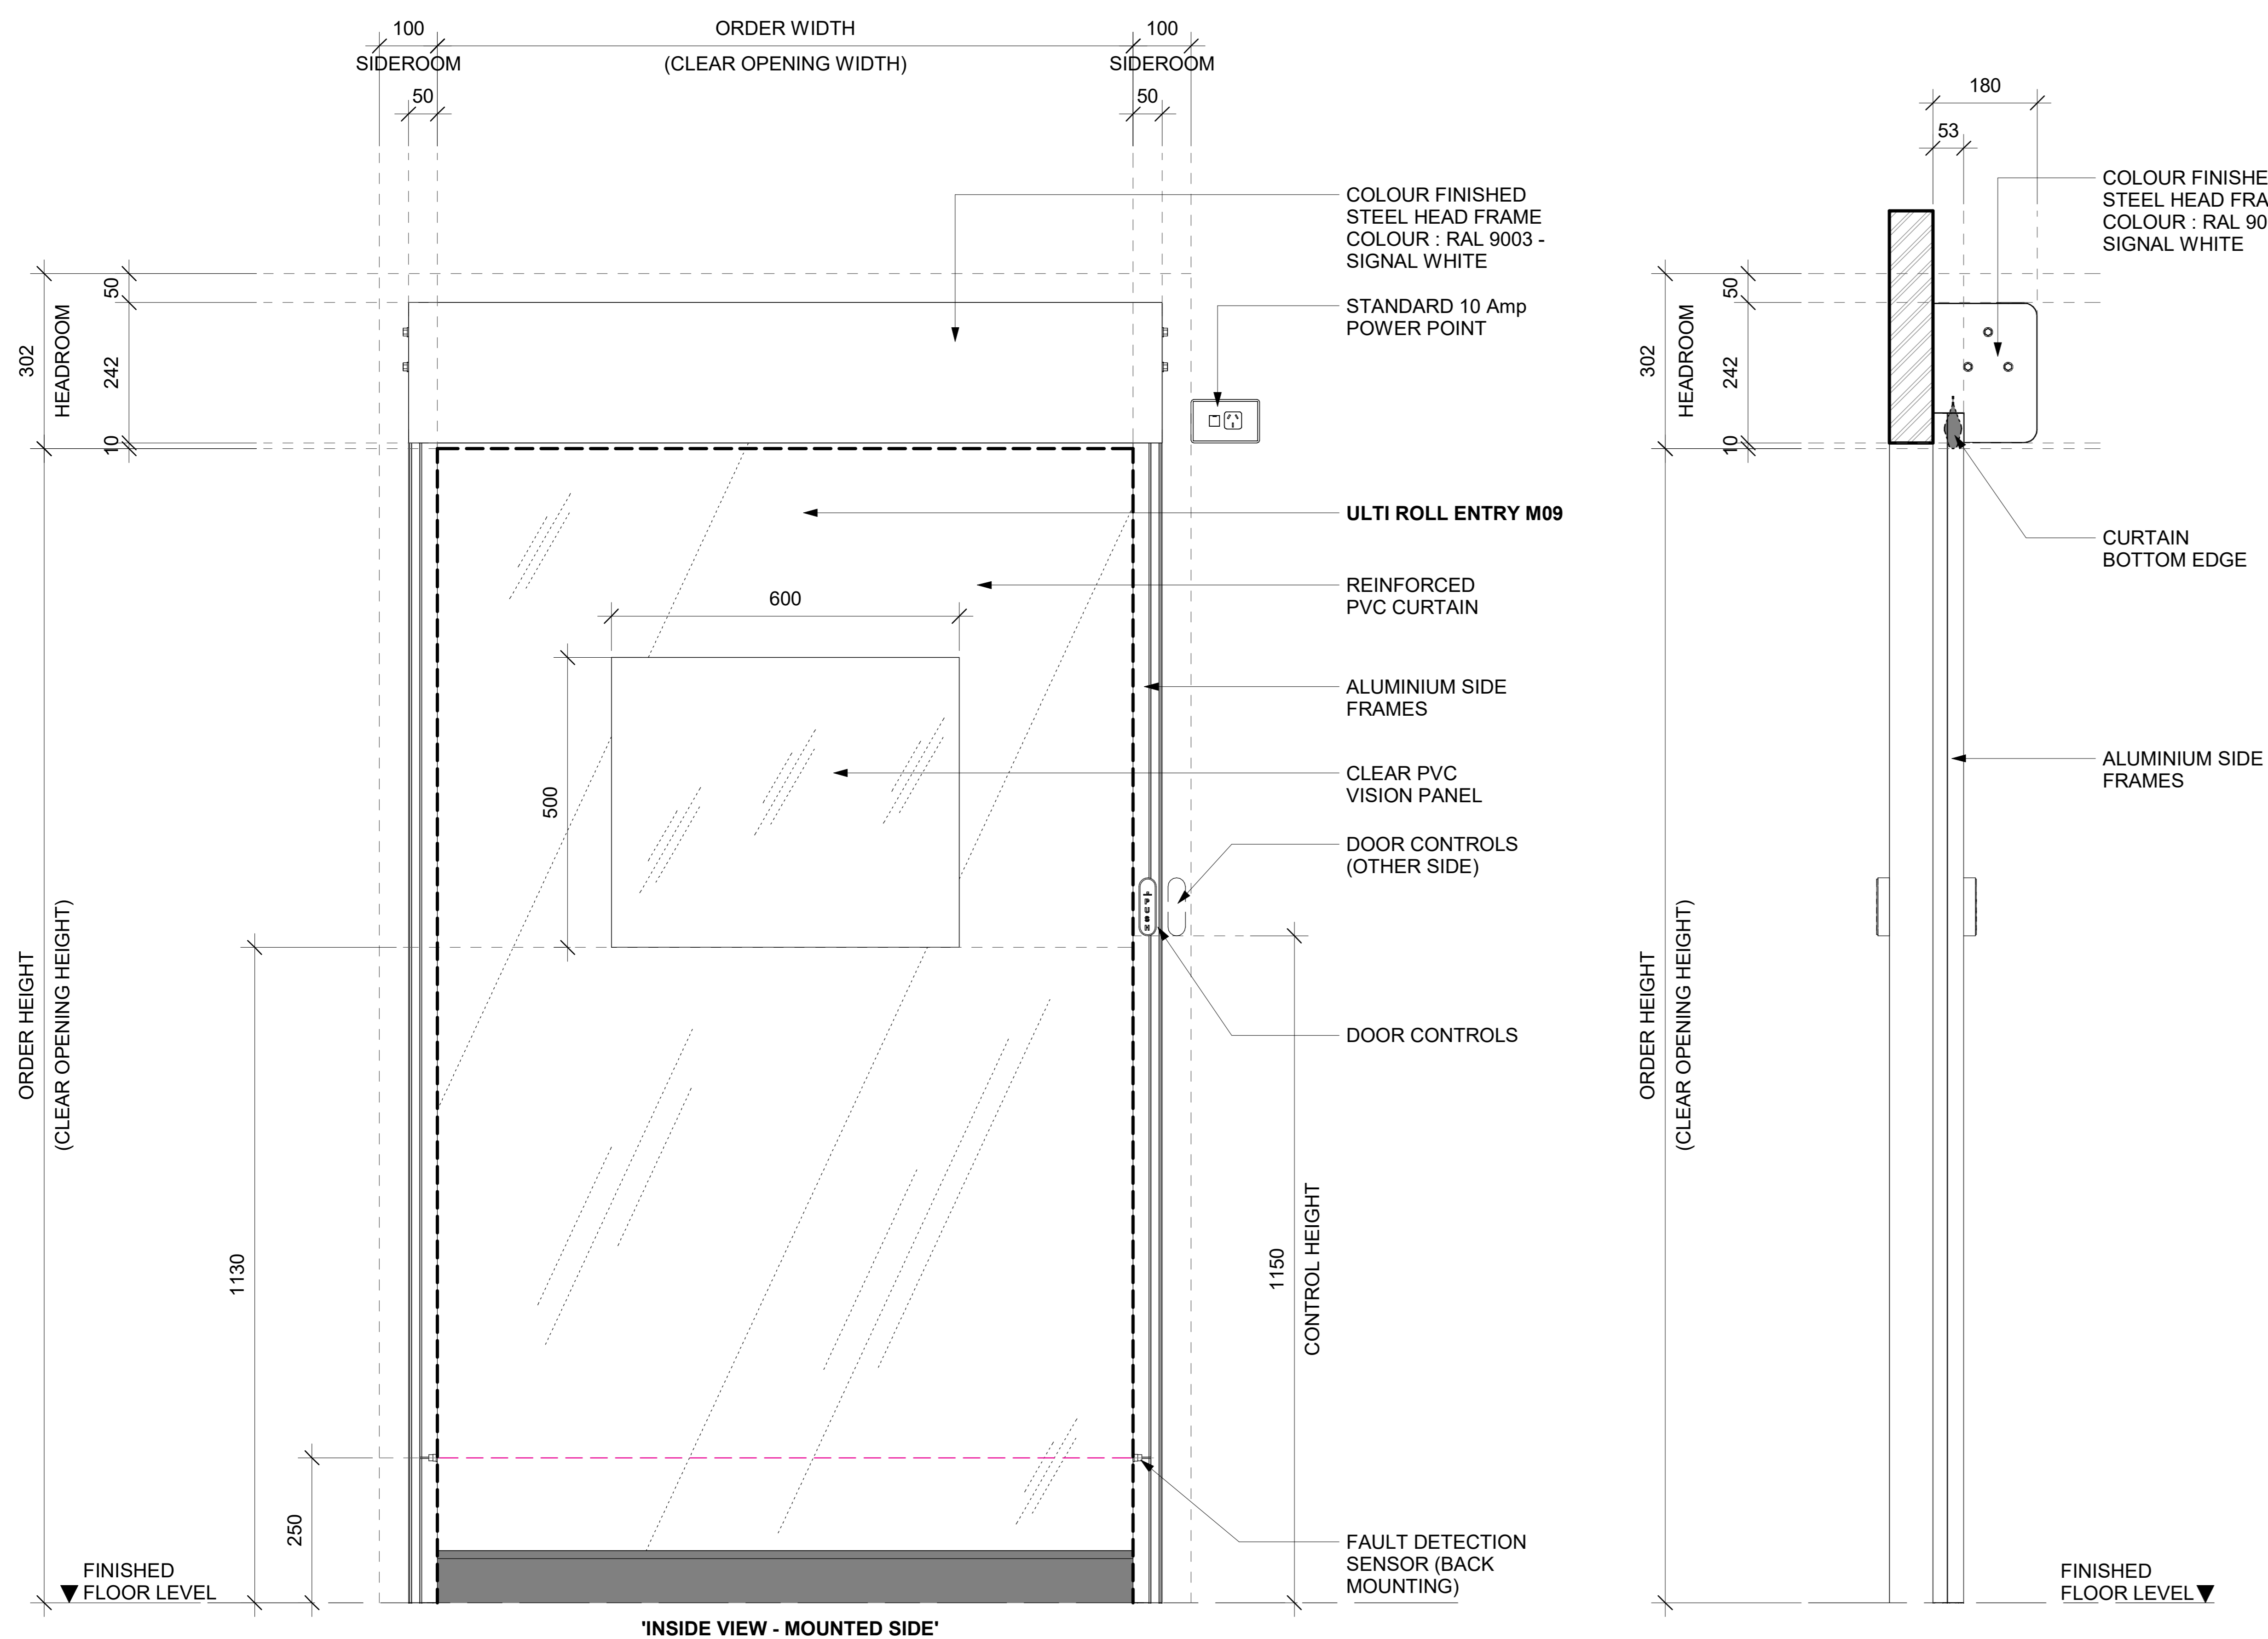 100
ORDER WIDTH
100
SIDEROOM
(CLEAR OPENING WIDTH)
SIDEROOM
50
50
COLOUR FINISHED
STEEL HEAD FRAME
COLOUR : RAL 9003 -
SIGNAL WHITE
STANDARD 10 Amp
POWER POINT
302
HEADROOM
50
242
10
ULTI ROLL ENTRY M09
REINFORCED
PVC CURTAIN
600
ALUMINIUM SIDE
FRAMES
500
CLEAR PVC
VISION PANEL
DOOR CONTROLS
(OTHER SIDE)
PUSH
DOOR CONTROLS
ORDER HEIGHT
(CLEAR OPENING HEIGHT)
1130
1150
CONTROL HEIGHT
250
FAULT DETECTION
SENSOR (BACK
MOUNTING)
FINISHED
FLOOR LEVEL
'INSIDE VIEW - MOUNTED SIDE'
180
53
COLOUR FINISHE
STEEL HEAD FRA
COLOUR : RAL 90
SIGNAL WHITE
302
HEADROOM
50
242
10
CURTAIN
BOTTOM EDGE
ALUMINIUM SIDE
FRAMES
ORDER HEIGHT
(CLEAR OPENING HEIGHT)
FINISHED
FLOOR LEVEL